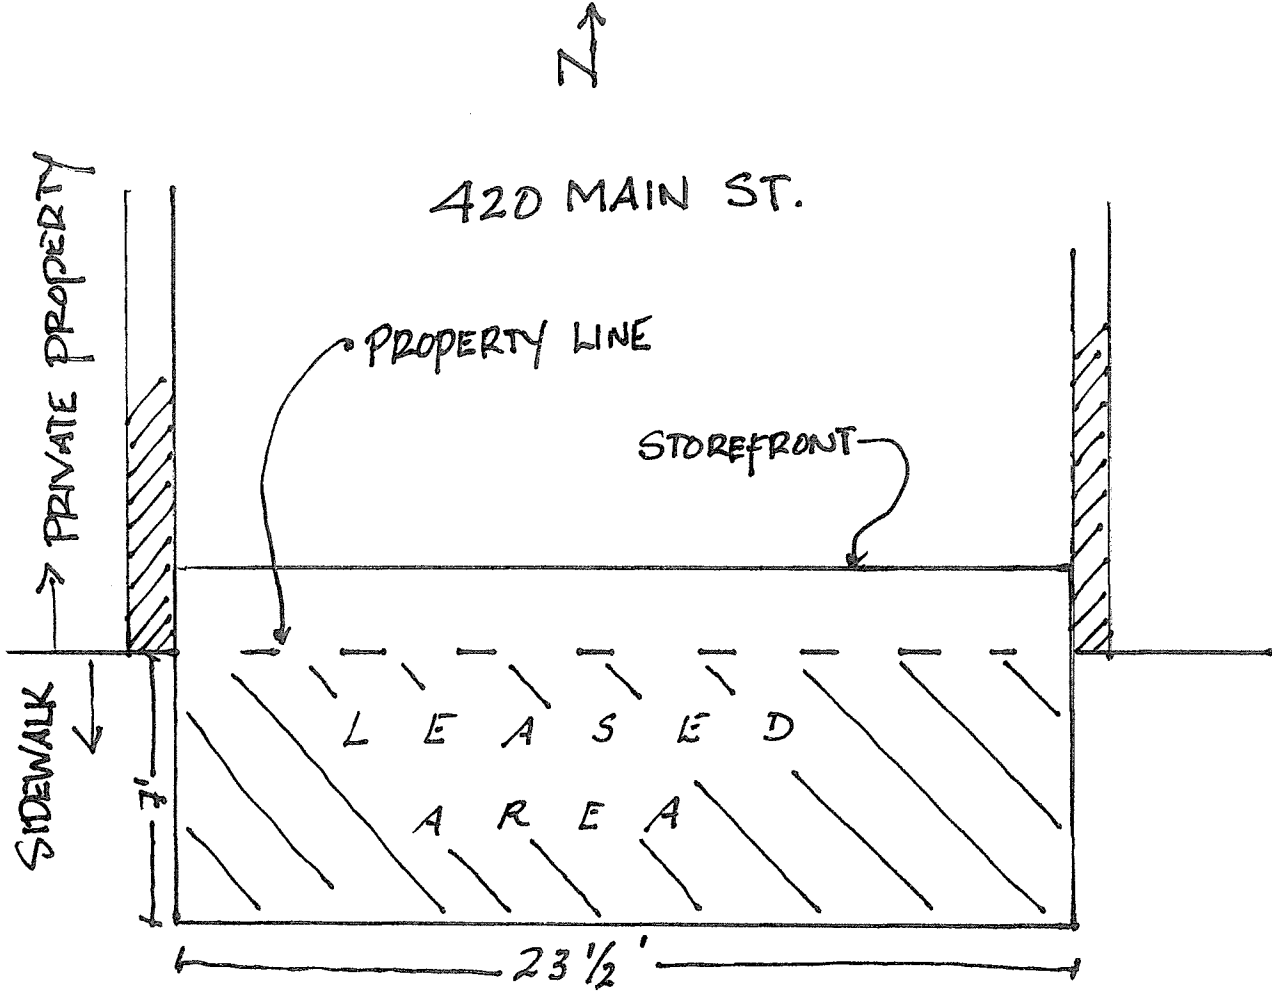 N
420 MAIN ST.
PRIVATE PROPERTY
PROPERTY LINE
STOREFRONT
SIDEWALK
7'
LEASED
AREA
23 1/2'